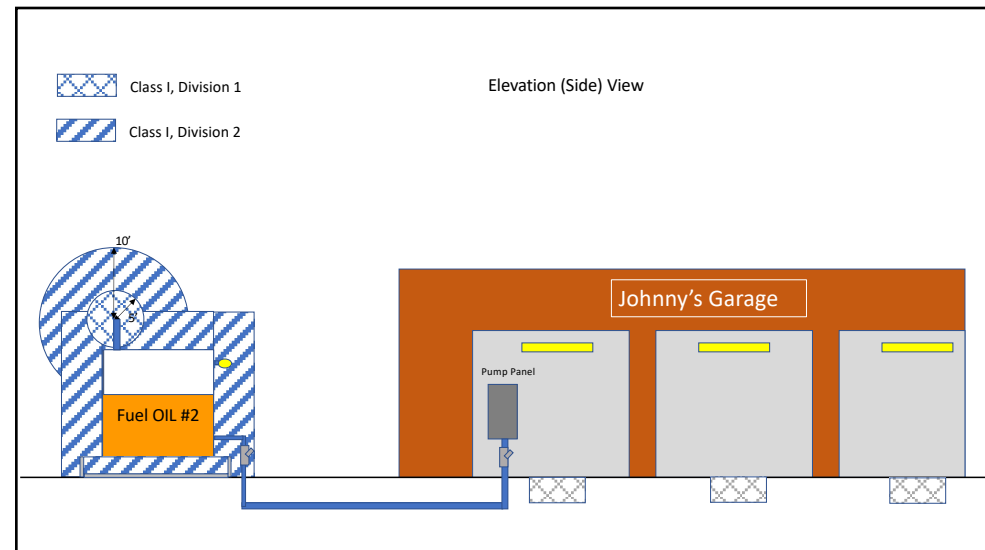 Class I, Division 1
Elevation (Side) View
Class I, Division 2
10'
5'
Johnny's Garage
Pump Panel
Fuel OIL #2